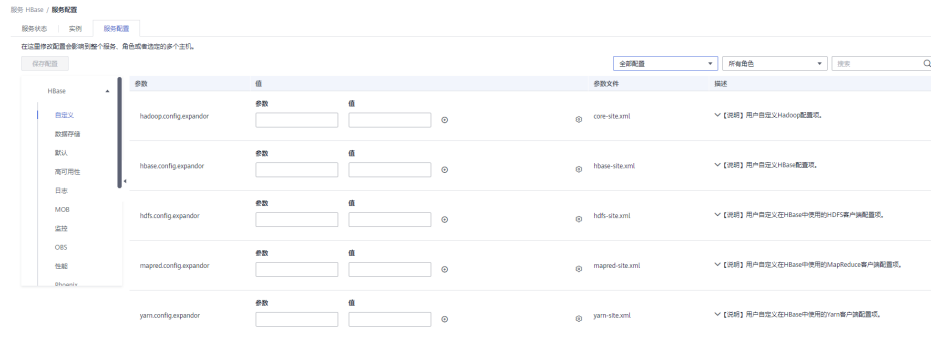 服务 HBase / 服务配置
服务状态 实例 服务配置
在这里修改配置会影响到整个服务、角色或者选定的多个主机。
保存配置 全部配置 所有角色 搜索
HBase
自定义
数据存储
默认
高可用性
日志
MOB
监控
OBS
性能
Phoenix
参数 值 参数文件 描述
参数 值
hadoop.config.expandor core-site.xml 【说明】用户自定义Hadoop配置项。
参数 值
hbase.config.expandor hbase-site.xml 【说明】用户自定义HBase配置项。
参数 值
hdfs.config.expandor hdfs-site.xml 【说明】用户自定义在HBase中使用的HDFS客户端配置项。
参数 值
mapred.config.expandor mapred-site.xml 【说明】用户自定义在HBase中使用的MapReduce客户端配置项。
参数 值
yarn.config.expandor yarn-site.xml 【说明】用户自定义在HBase中使用的Yarn客户端配置项。